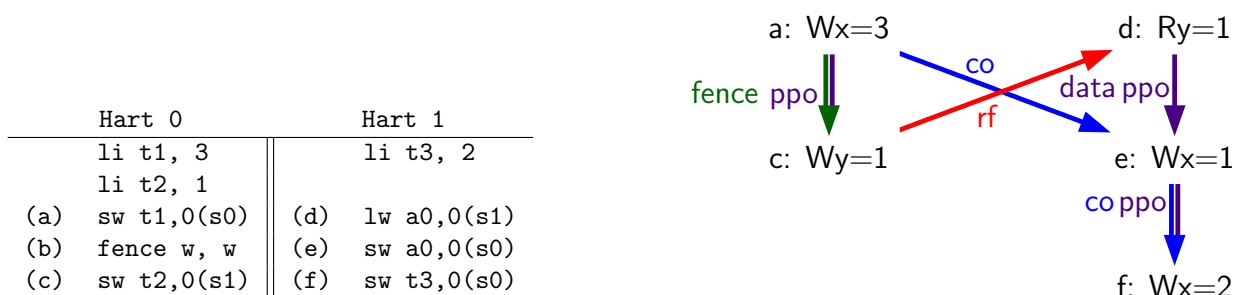 Hart 0 Hart 1
li t1, 3 li t3, 2
li t2, 1
(a) sw t1,0(s0) (d) lw a0,0(s1)
(b) fence w, w (e) sw a0,0(s0)
(c) sw t2,0(s1) (f) sw t3,0(s0)
a: Wx=3 d: Ry=1
co
fence ppo data ppo
rf
c: Wy=1 e: Wx=1
co ppo
f: Wx=2